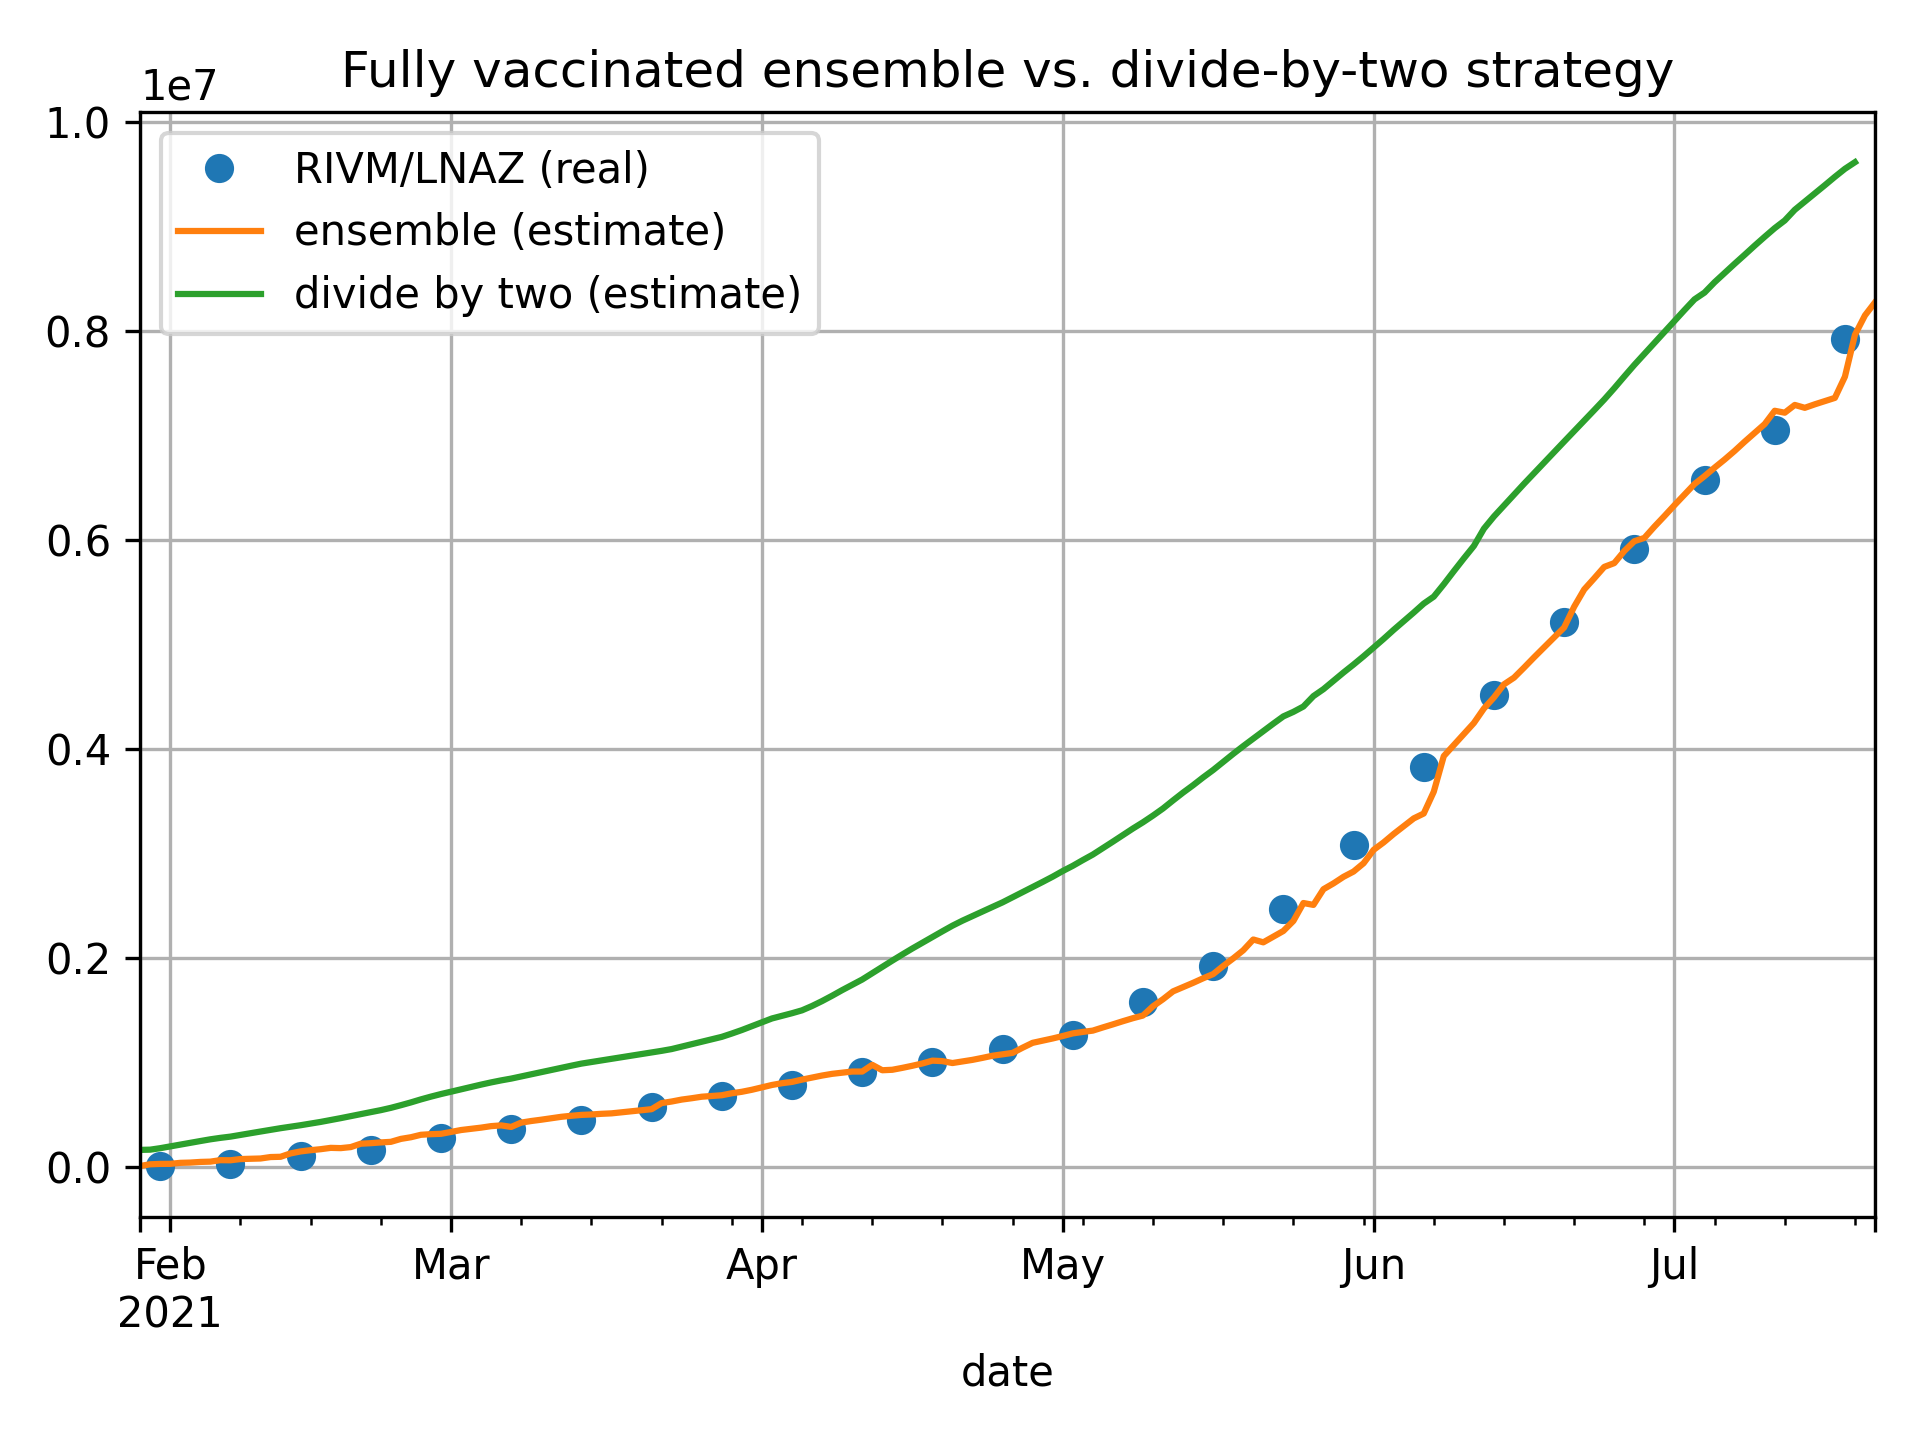 Fully vaccinated ensemble vs. divide-by-two strategy
1e7
1.0
0.8
0.6
0.4
0.2
0.0
RIVM/LNAZ (real)
ensemble (estimate)
divide by two (estimate)
Feb Mar Apr May Jun Jul
2021
date